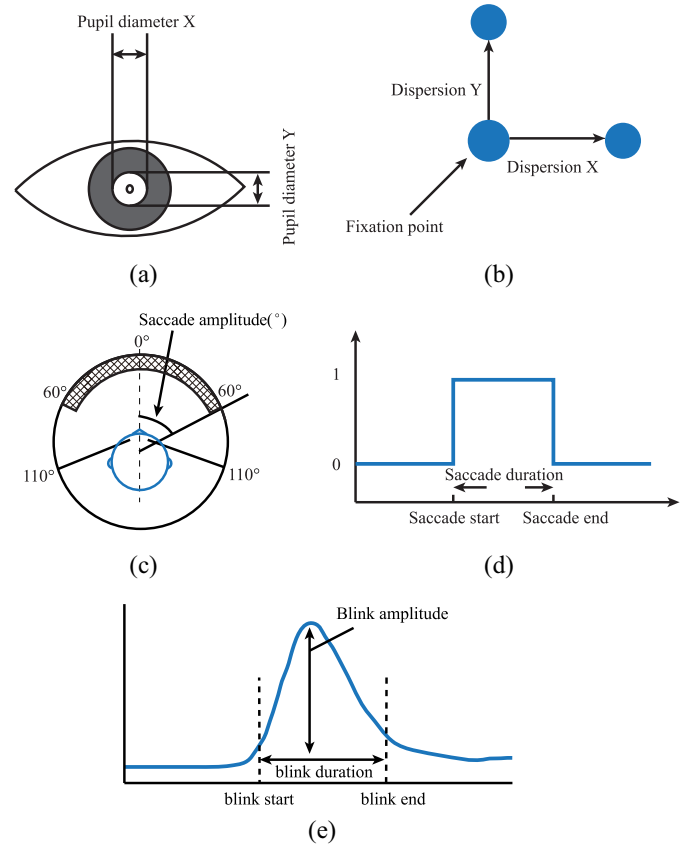 Pupil diameter X
Pupil diameter Y
(a)
Dispersion Y
Dispersion X
Fixation point
(b)
Saccade amplitude(°)
0°
60°
60°
110°
110°
(c)
1
0
Saccade duration
Saccade start
Saccade end
(d)
Blink amplitude
blink duration
blink start
blink end
(e)